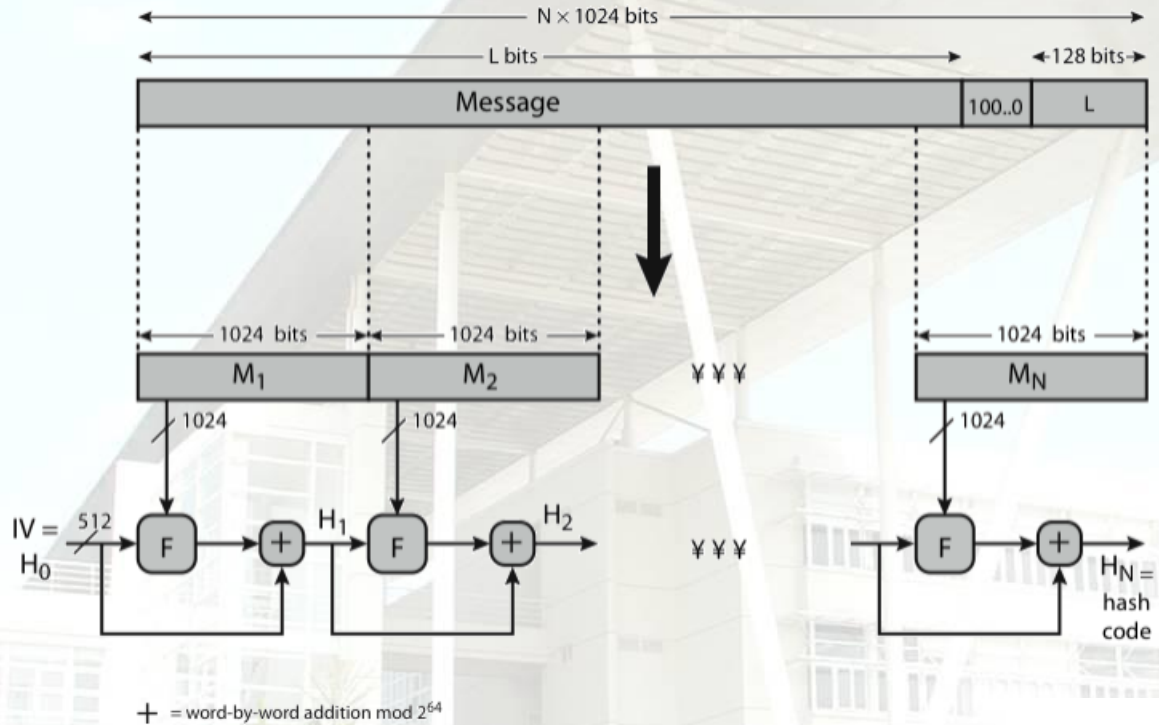 N × 1024 bits
L bits
128 bits
Message
100..0
L
1024 bits
1024 bits
1024 bits
M1
M2
¥ ¥ ¥
MN
1024
1024
1024
IV =
H0
512
F
+
H1
F
+
H2
¥ ¥ ¥
F
+
HN =
hash
code
+ = word-by-word addition mod 2^64